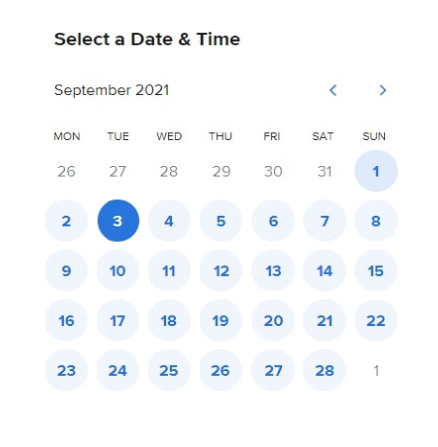 Select a Date & Time
September 2021
MON TUE WED THU FRI SAT SUN
26 27 28 29 30 31 1
2 3 4 5 6 7 8
9 10 11 12 13 14 15
16 17 18 19 20 21 22
23 24 25 26 27 28 1